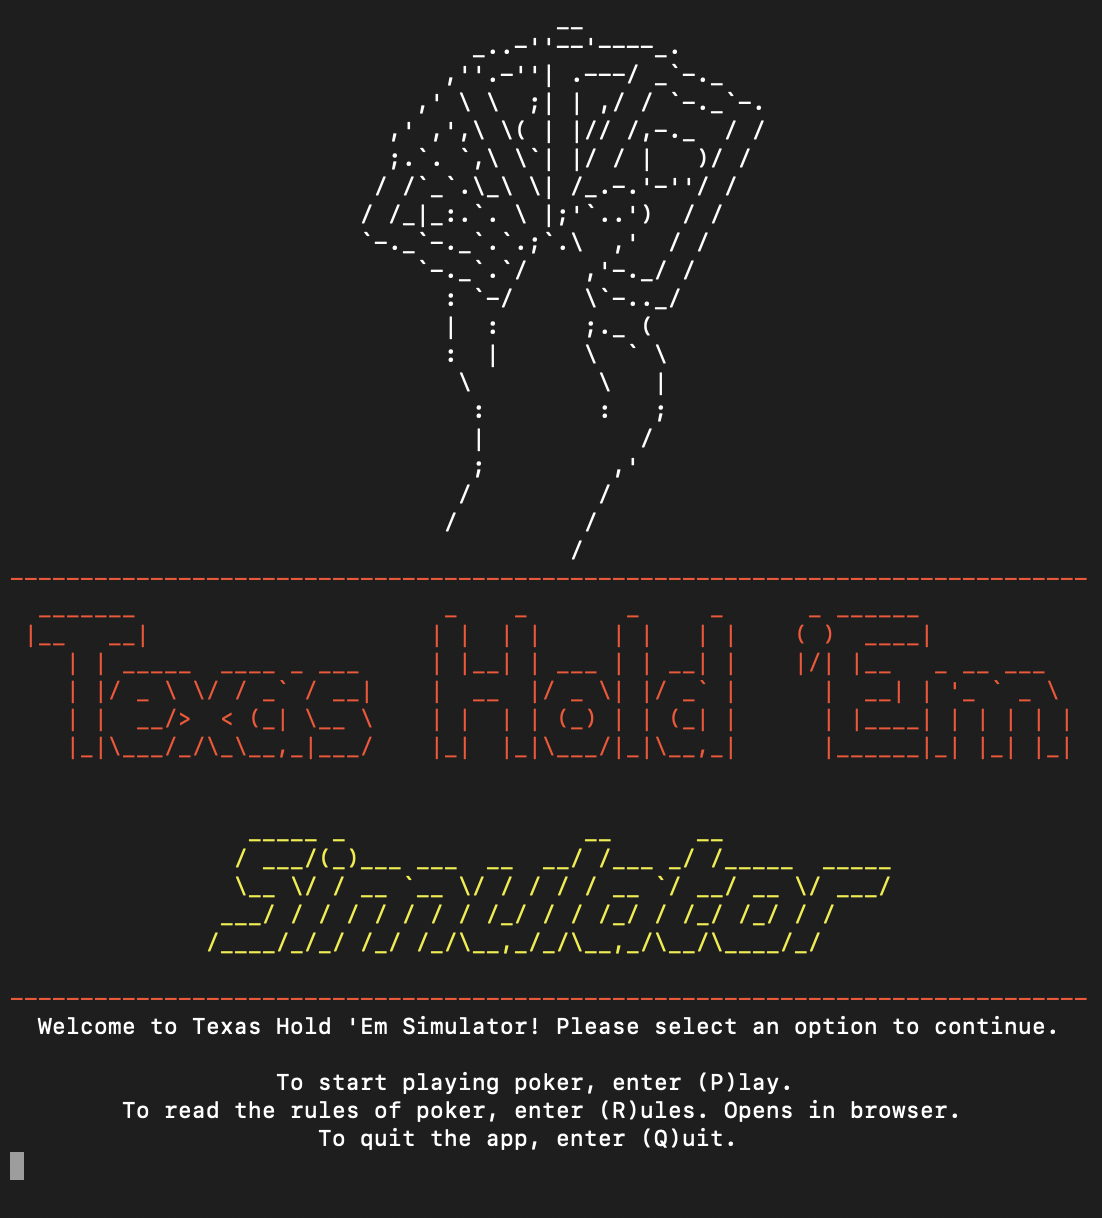 Texas Hold 'Em
Simulator
Welcome to Texas Hold 'Em Simulator! Please select an option to continue.
To start playing poker, enter (P)lay.
To read the rules of poker, enter (R)ules. Opens in browser.
To quit the app, enter (Q)uit.